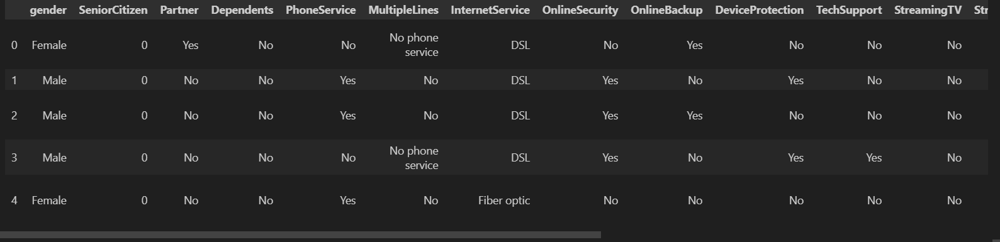 gender SeniorCitizen Partner Dependents PhoneService MultipleLines InternetService OnlineSecurity OnlineBackup DeviceProtection TechSupport StreamingTV Str
0 Female 0 Yes No No No phone service DSL No Yes No No No
1 Male 0 No No Yes No DSL Yes No Yes No No
2 Male 0 No No Yes No DSL Yes Yes No No No
3 Male 0 No No No No phone service DSL Yes No Yes Yes No
4 Female 0 No No Yes No Fiber optic No No No No No